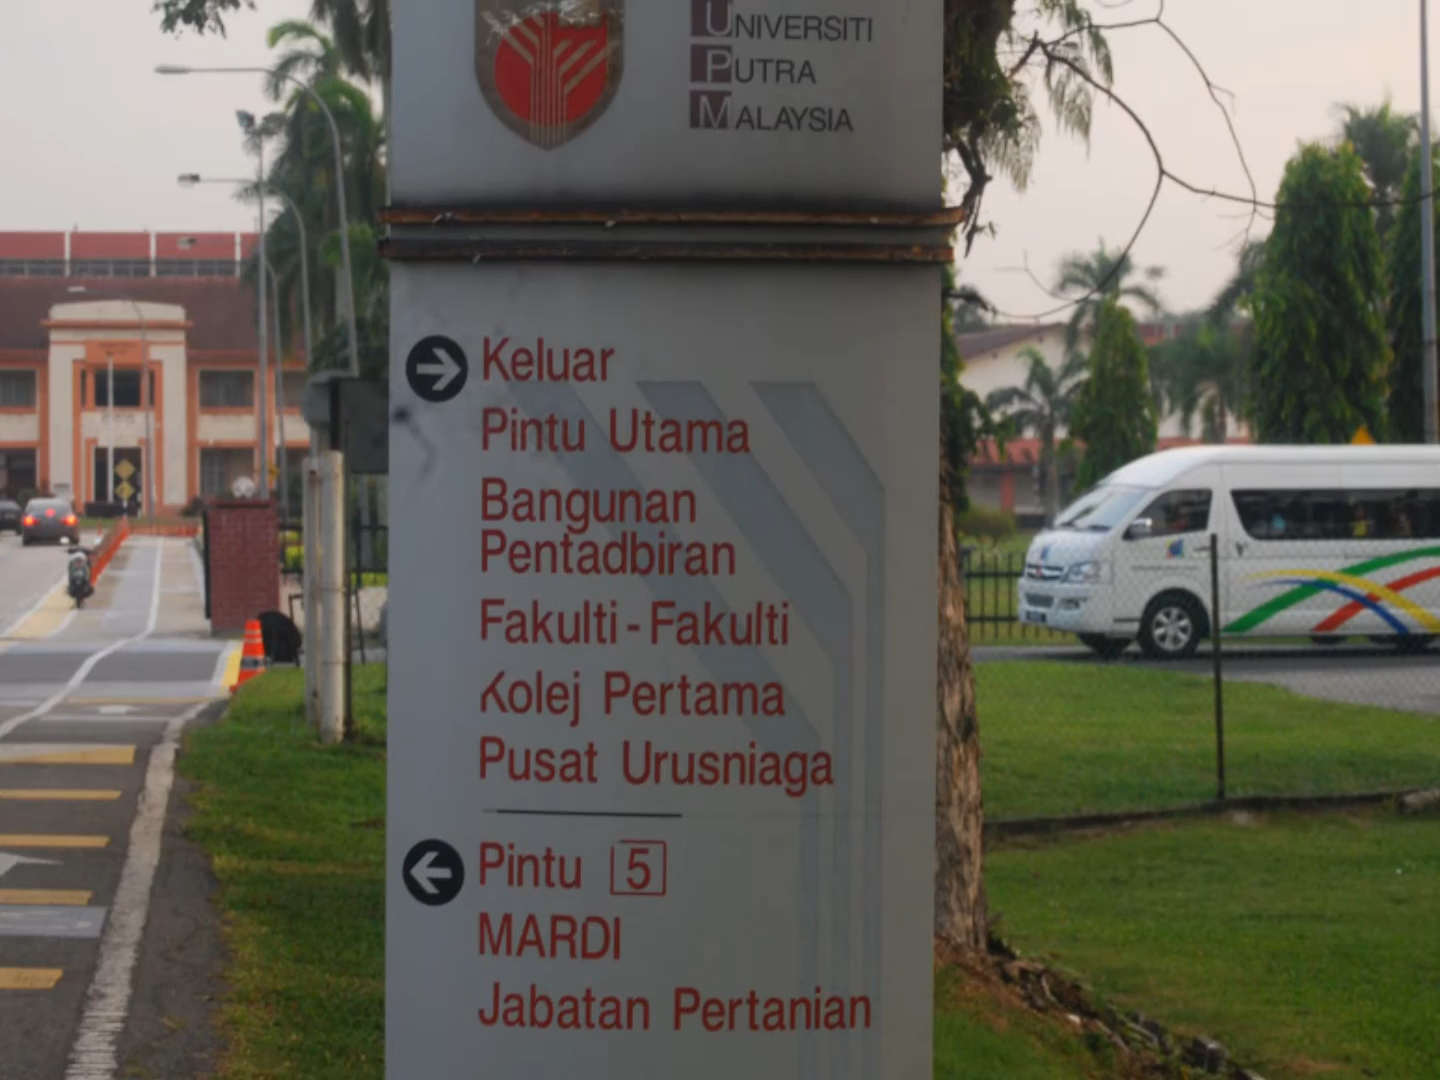 UNIVERSITI
PUTRA
MALAYSIA
Keluar
Pintu Utama
Bangunan
Pentadbiran
Fakulti-Fakulti
Kolej Pertama
Pusat Urusniaga
Pintu 5
MARDI
Jabatan Pertanian